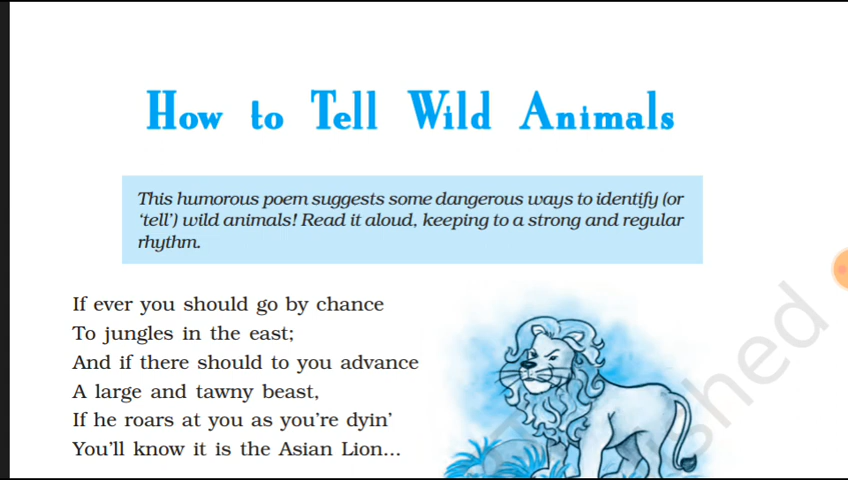 How to Tell Wild Animals
This humorous poem suggests some dangerous ways to identify (or
‘tell’) wild animals! Read it aloud, keeping to a strong and regular
rhythm.
If ever you should go by chance
To jungles in the east;
And if there should to you advance
A large and tawny beast,
If he roars at you as you’re dyin’
You’ll know it is the Asian Lion...